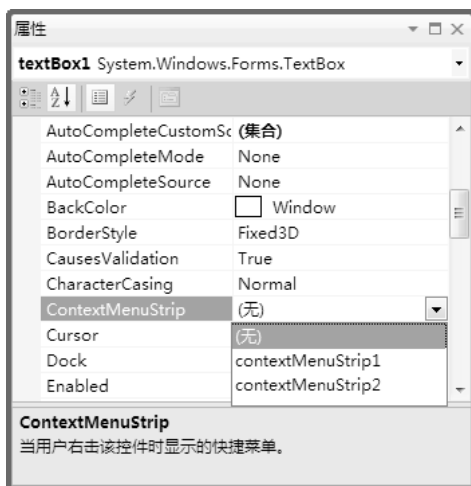 属性
textBox1 System.Windows.Forms.TextBox
AutoCompleteCustomSc (集合)
AutoCompleteMode None
AutoCompleteSource None
BackColor Window
BorderStyle Fixed3D
CausesValidation True
CharacterCasing Normal
ContextMenuStrip (无)
Cursor (无)
Dock contextMenuStrip1
Enabled contextMenuStrip2
ContextMenuStrip
当用户右击该控件时显示的快捷菜单。